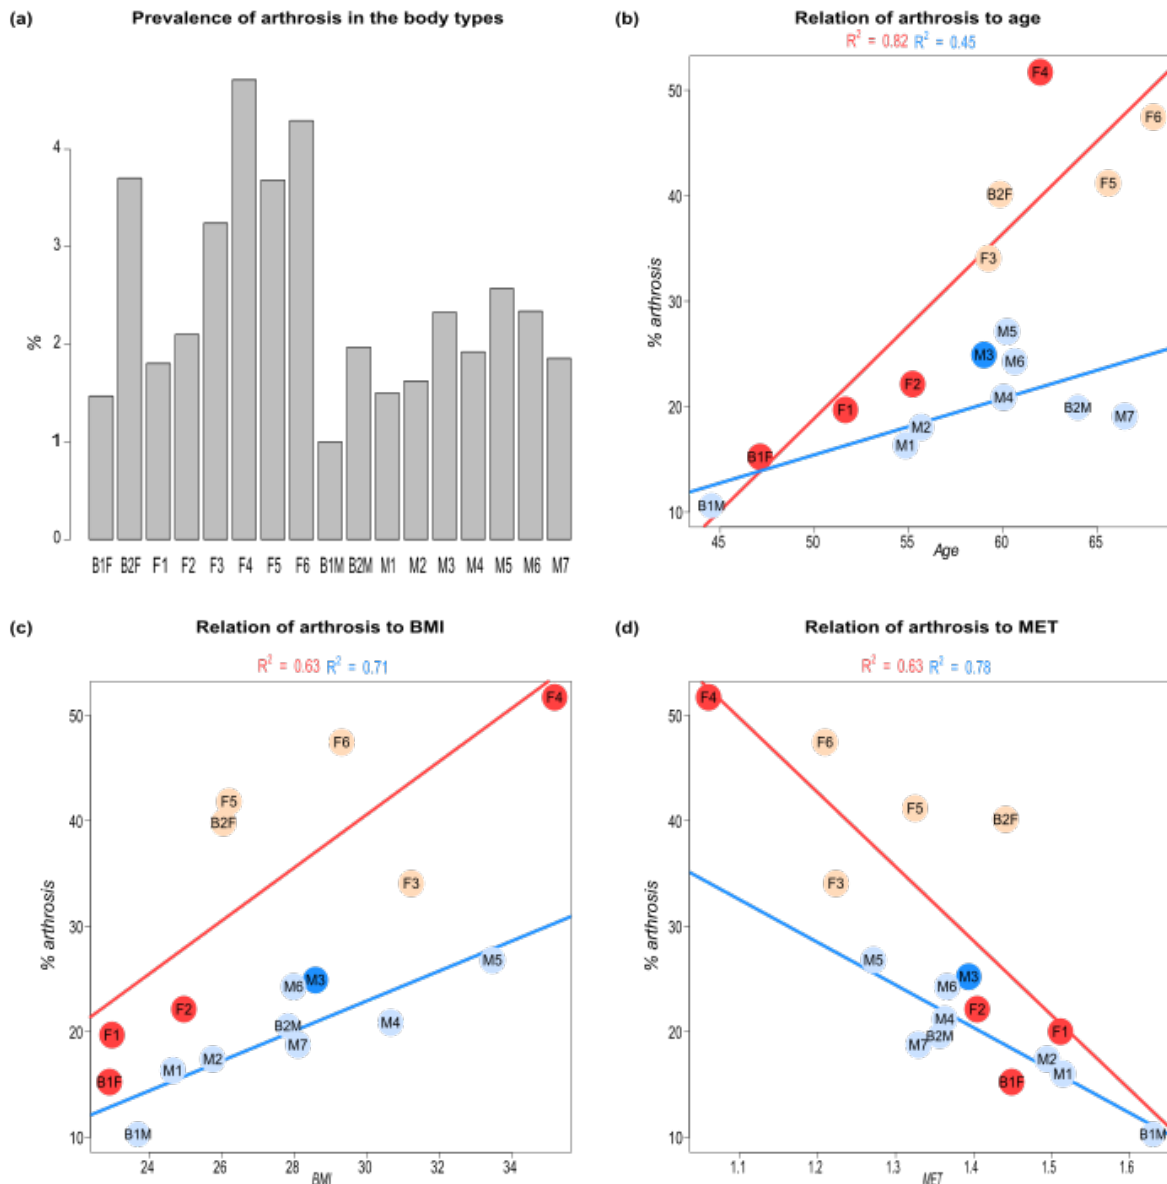 (a) Prevalence of arthrosis in the body types
%
4
3
2
1
0
B1F B2F F1 F2 F3 F4 F5 F6 B1M B2M M1 M2 M3 M4 M5 M6 M7
(b) Relation of arthrosis to age
R² = 0.82 R² = 0.45
% arthrosis
50
40
30
20
10
F4
F6
F5
B2F
F3
M5
M3
M6
F2
M4
F1
B2M
M7
M2
M1
B1F
B1M
45 50 55 60 65
Age
(c) Relation of arthrosis to BMI
R² = 0.63 R² = 0.71
% arthrosis
50
40
30
20
10
F4
F6
F5
B2F
F3
M5
M3
M6
F2
M4
B2M
F1
M7
M2
M1
B1F
B1M
24 26 28 30 32 34
BMI
(d) Relation of arthrosis to MET
R² = 0.63 R² = 0.78
% arthrosis
50
40
30
20
10
F4
F6
F5
B2F
F3
M5
M3
M6
F2
M4
F1
B2M
M7
M2
M1
B1F
B1M
1.1 1.2 1.3 1.4 1.5 1.6
MET